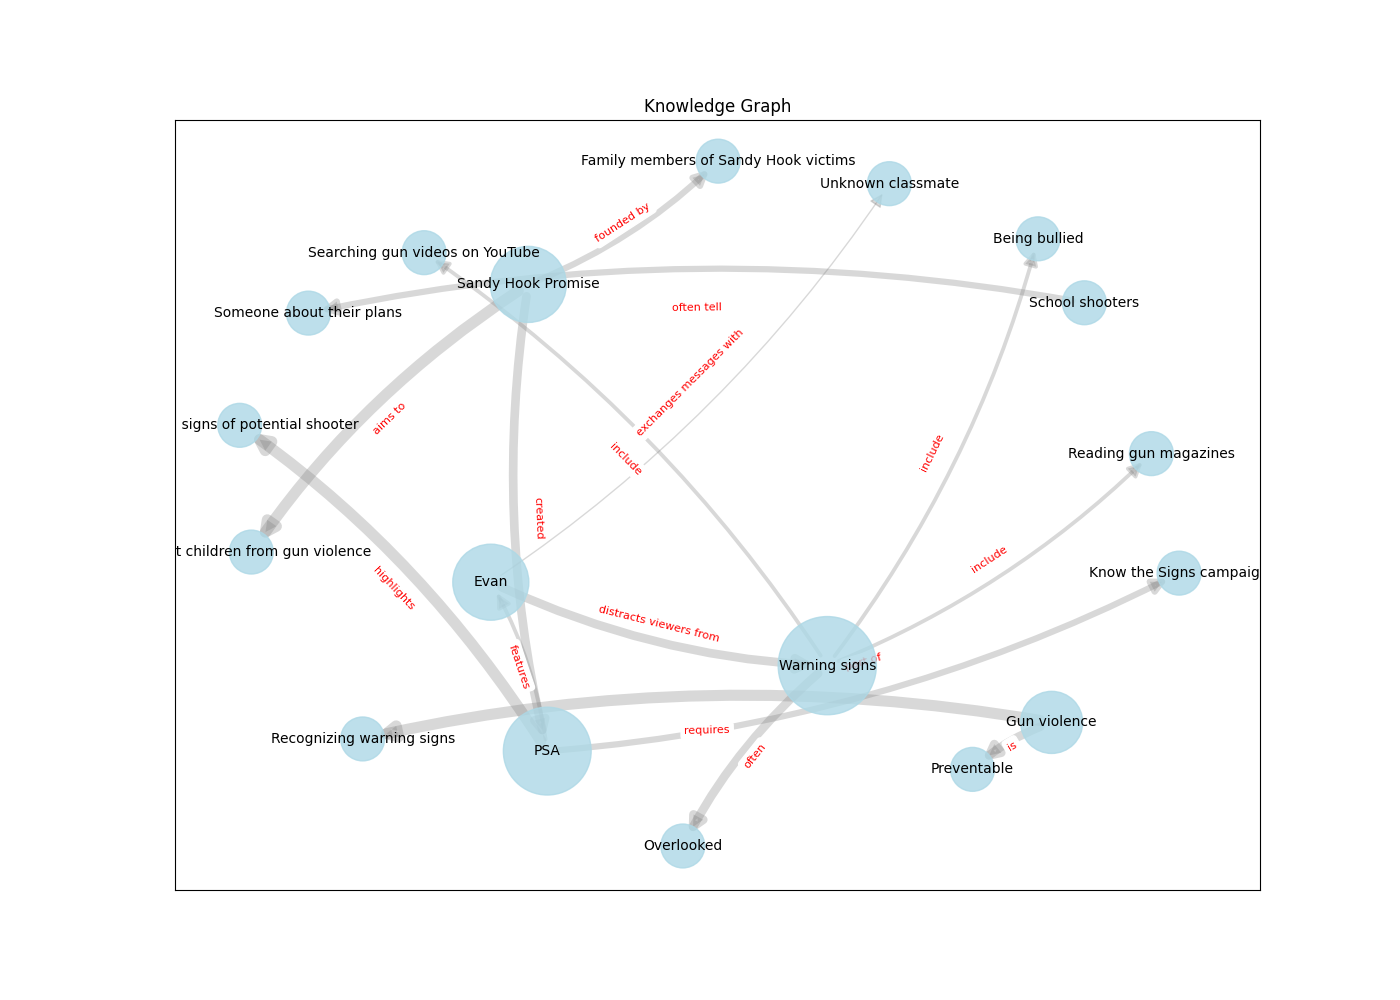 Knowledge Graph
Family members of Sandy Hook victims
Unknown classmate
founded by
Being bullied
Searching gun videos on YouTube
Sandy Hook Promise
School shooters
often tell
Someone about their plans
exchanges messages with
aims to
signs of potential shooter
include
include
Reading gun magazines
created
t children from gun violence
include
Know the Signs campaig
highlights
Evan
distracts viewers from
features
Warning signs
of
Gun violence
requires
Recognizing warning signs
PSA
is
often
Preventable
Overlooked